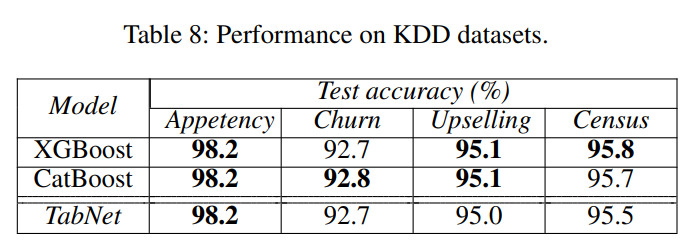 Table 8: Performance on KDD datasets.
Model Test accuracy (%)
Appetency Churn Upselling Census
XGBoost 98.2 92.7 95.1 95.8
CatBoost 98.2 92.8 95.1 95.7
TabNet 98.2 92.7 95.0 95.5